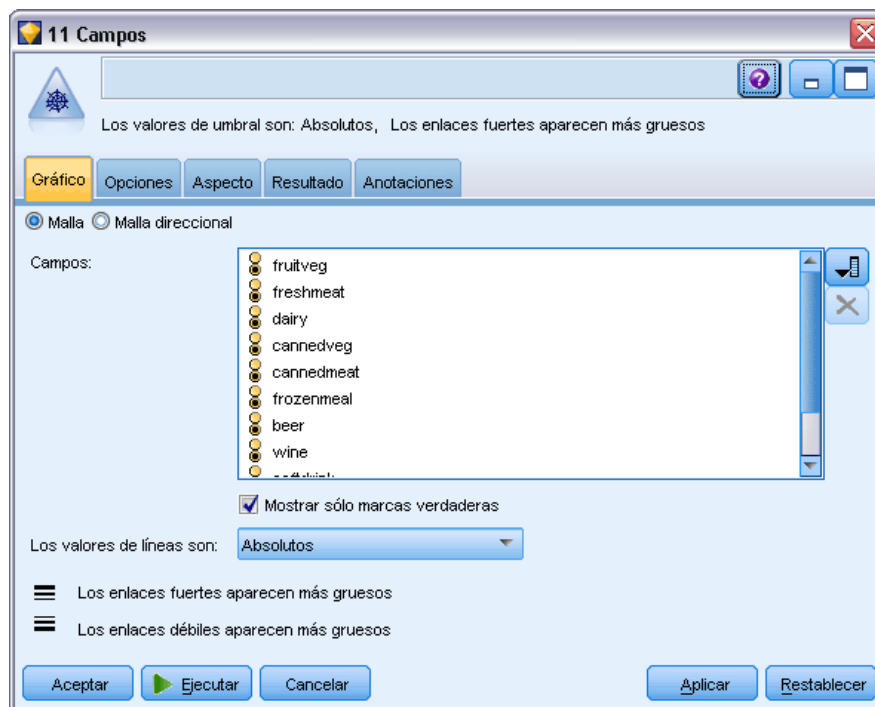 11 Campos
Los valores de umbral son: Absolutos, Los enlaces fuertes aparecen más gruesos
Gráfico Opciones Aspecto Resultado Anotaciones
Malla Malla direccional
Campos:
fruitveg
freshmeat
dairy
cannedveg
cannedmeat
frozenmeal
beer
wine
Mostrar sólo marcas verdaderas
Los valores de líneas son: Absolutos
Los enlaces fuertes aparecen más gruesos
Los enlaces débiles aparecen más gruesos
Aceptar Ejecutar Cancelar Aplicar Restablecer